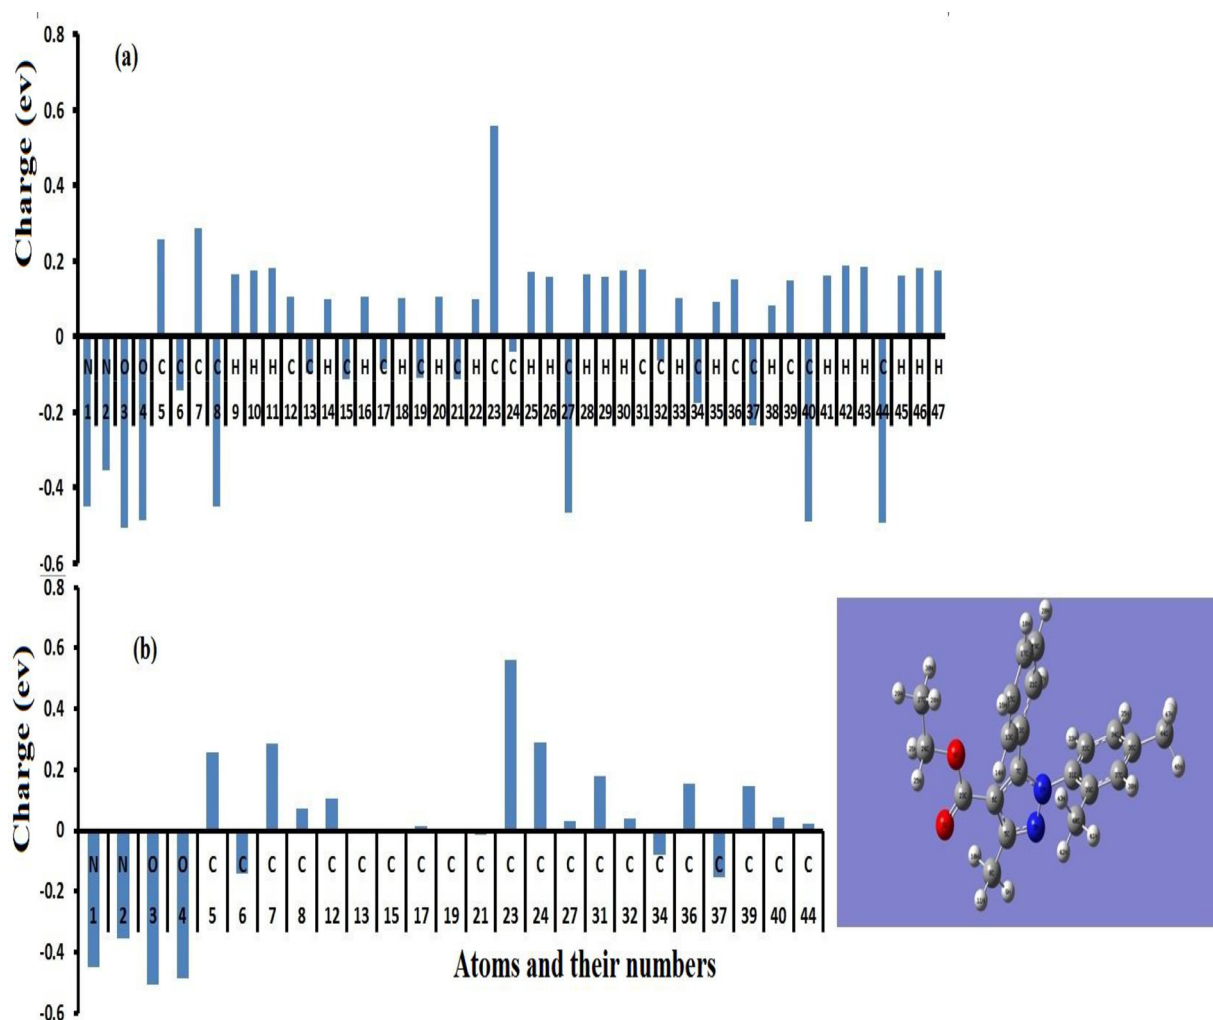 (a)
Charge (ev)
0.8
0.6
0.4
0.2
0
-0.2
-0.4
-0.6
N N O O C C C C H H H C C H C H C H C H C H C C H H C H H H C C H C H C C H C C H H H C H H H
1 2 3 4 5 6 7 8 9 10 11 12 13 14 15 16 17 18 19 20 21 22 23 24 25 26 27 28 29 30 31 32 33 34 35 36 37 38 39 40 41 42 43 44 45 46 47
(b)
Charge (ev)
0.8
0.6
0.4
0.2
0
-0.2
-0.4
-0.6
N N O O C C C C C C C C C C C C C C C C C C C C C
1 2 3 4 5 6 7 8 12 13 15 17 19 21 23 24 27 31 32 34 36 37 39 40 44
Atoms and their numbers